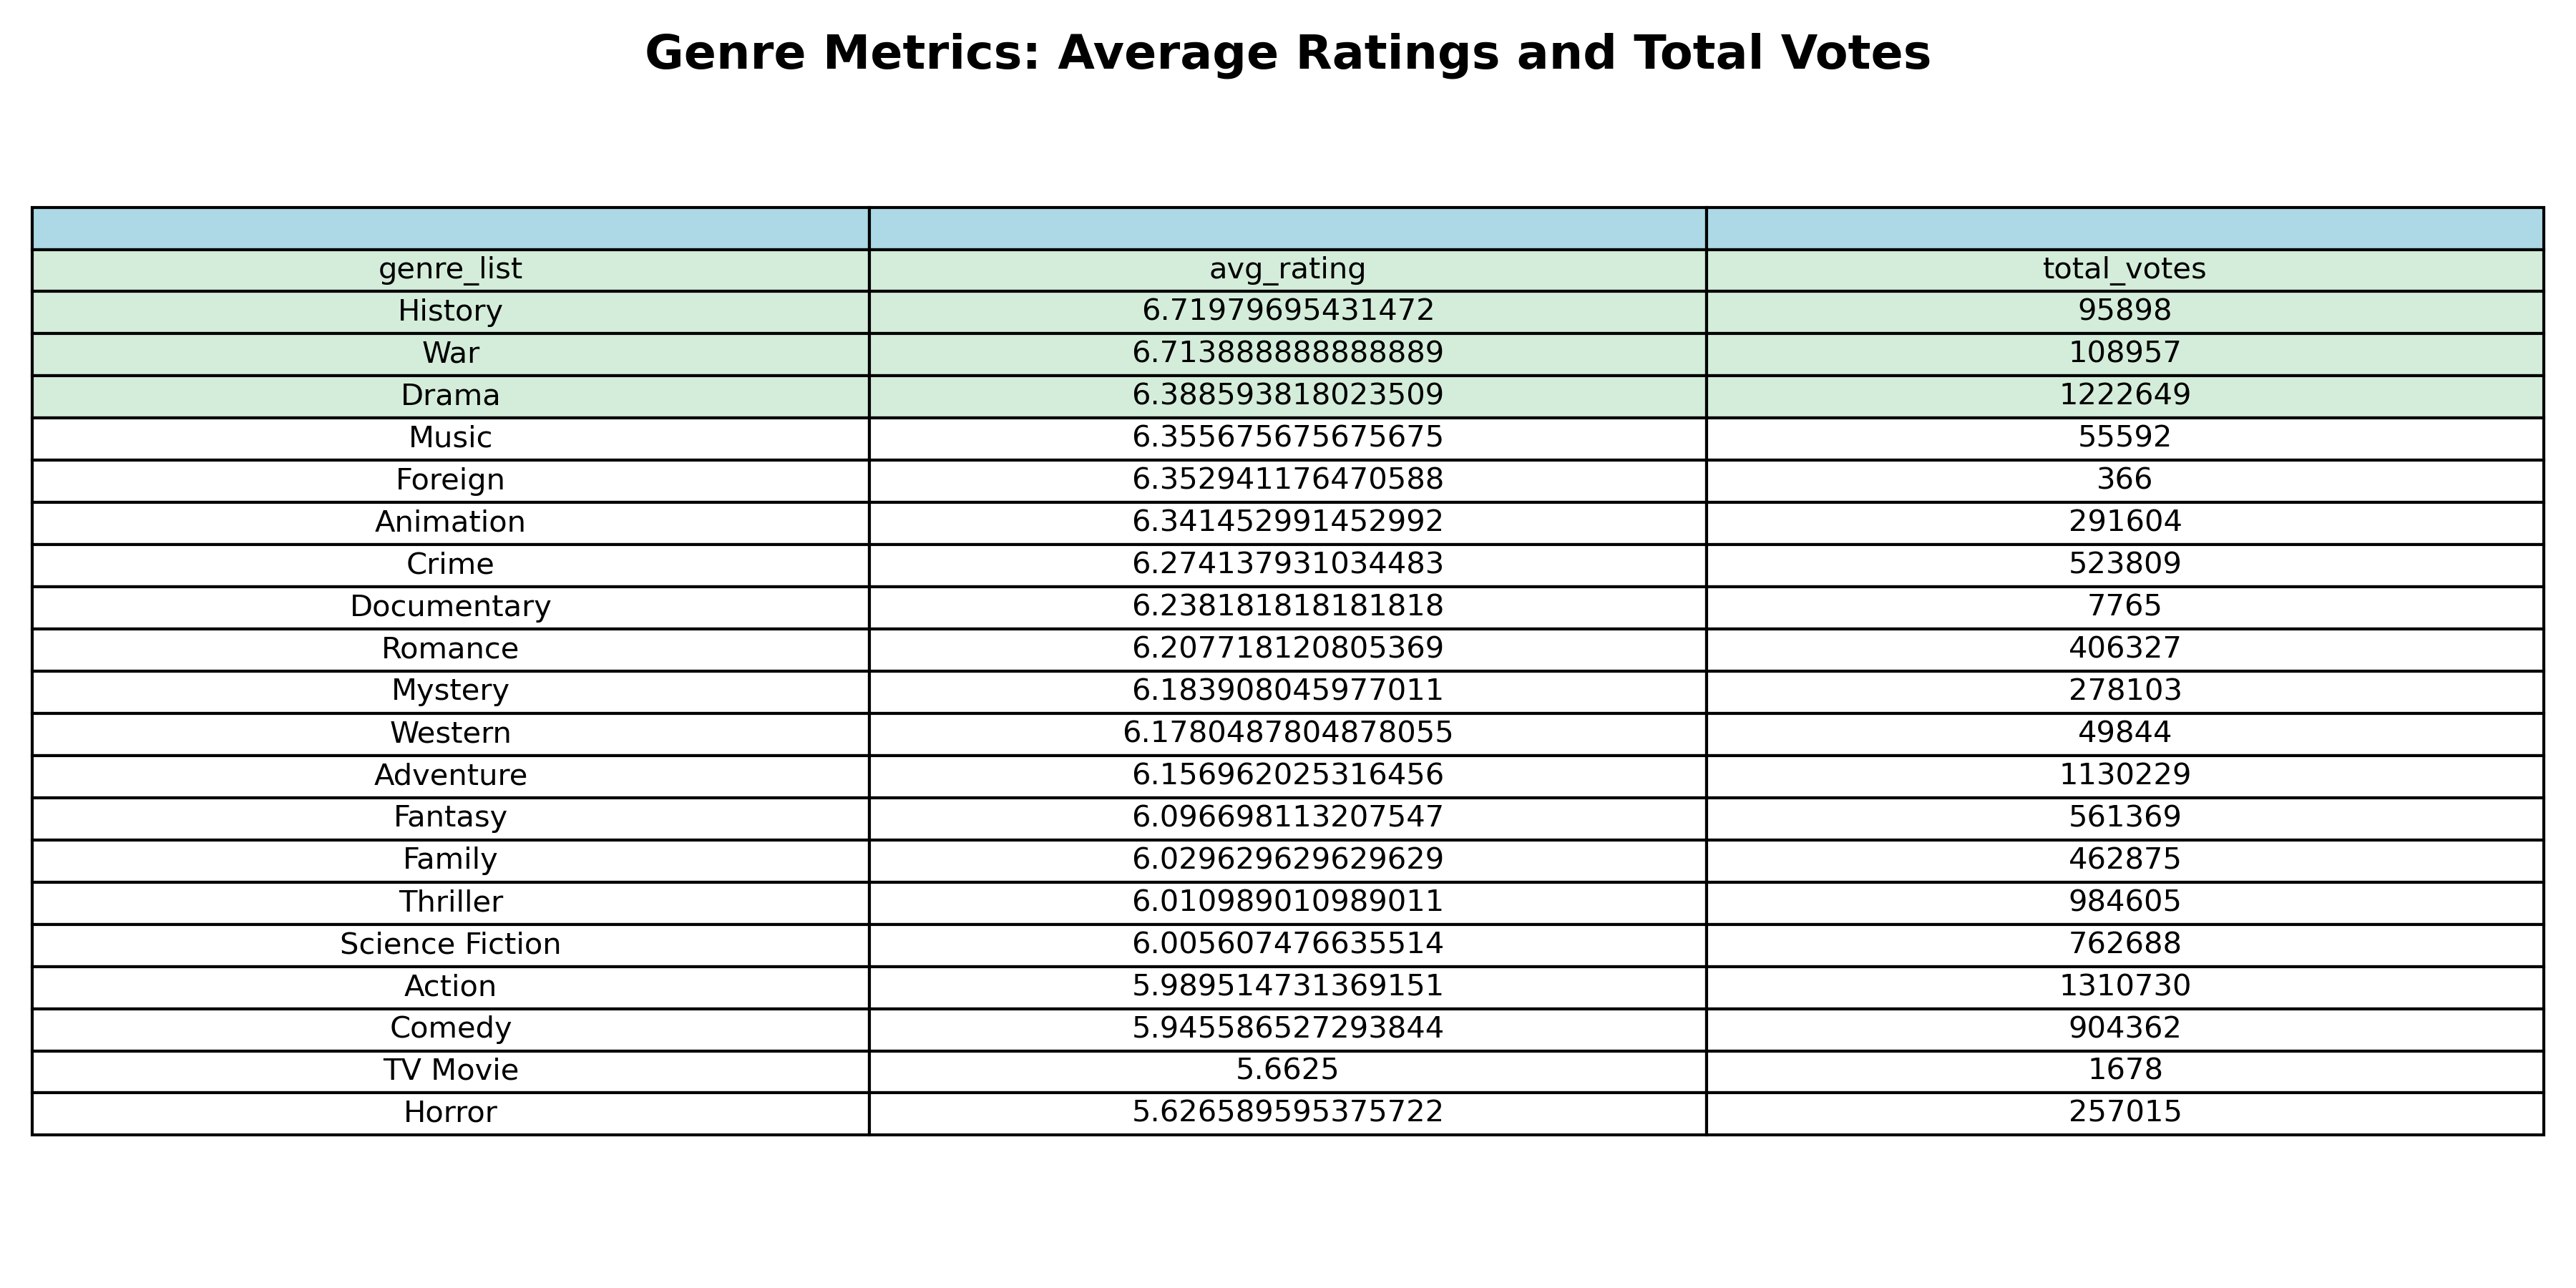 Genre Metrics: Average Ratings and Total Votes
genre_list avg_rating total_votes
History 6.71979695431472 95898
War 6.713888888888889 108957
Drama 6.388593818023509 1222649
Music 6.355675675675675 55592
Foreign 6.352941176470588 366
Animation 6.341452991452992 291604
Crime 6.274137931034483 523809
Documentary 6.238181818181818 7765
Romance 6.207718120805369 406327
Mystery 6.183908045977011 278103
Western 6.1780487804878055 49844
Adventure 6.156962025316456 1130229
Fantasy 6.096698113207547 561369
Family 6.029629629629629 462875
Thriller 6.010989010989011 984605
Science Fiction 6.005607476635514 762688
Action 5.989514731369151 1310730
Comedy 5.945586527293844 904362
TV Movie 5.6625 1678
Horror 5.626589595375722 257015